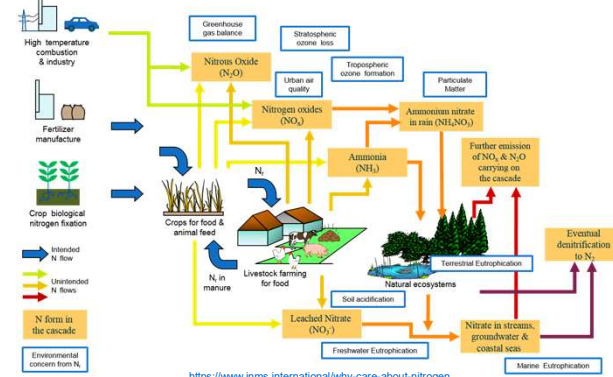 High temperature
combustion
& industry
Fertilizer
manufacture
Crop biological
nitrogen fixation
Intended
N flow
Unintended
N flows
N form in
the cascade
Environmental
concern from Nr
Greenhouse
gas balance
Stratospheric
ozone loss
Tropospheric
ozone formation
Particulate
Matter
Urban air
quality
Nitrous Oxide
(N2O)
Nitrogen oxides
(NOx)
Ammonium nitrate
in rain (NH4NO3)
Ammonia
(NH3)
Further emission
of NOx & N2O
carrying on
the cascade
Nr
Crops for food &
animal feed
Nr in
manure
Livestock farming
for food
Natural ecosystems
Terrestrial Eutrophication
Eventual
denitrification
to N2
Soil acidification
Leached Nitrate
(NO3-)
Freshwater Eutrophication
Nitrate in streams,
groundwater &
coastal seas
Marine Eutrophication
https://www.inms.international/why-care-about-nitrogen